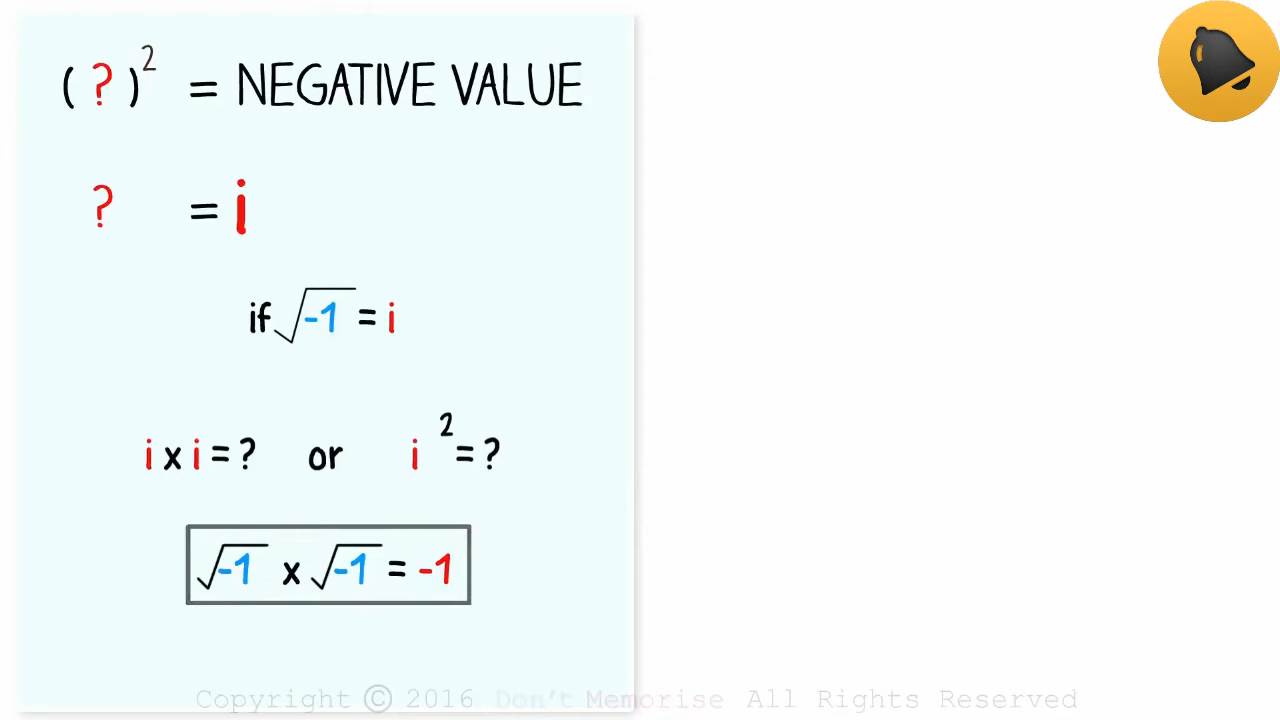 ( ? )² = NEGATIVE VALUE
? = i
if √-1 = i
i x i = ? or i² = ?
√-1 x √-1 = -1
Copyright © 2016 Don't Memorise All Rights Reserved